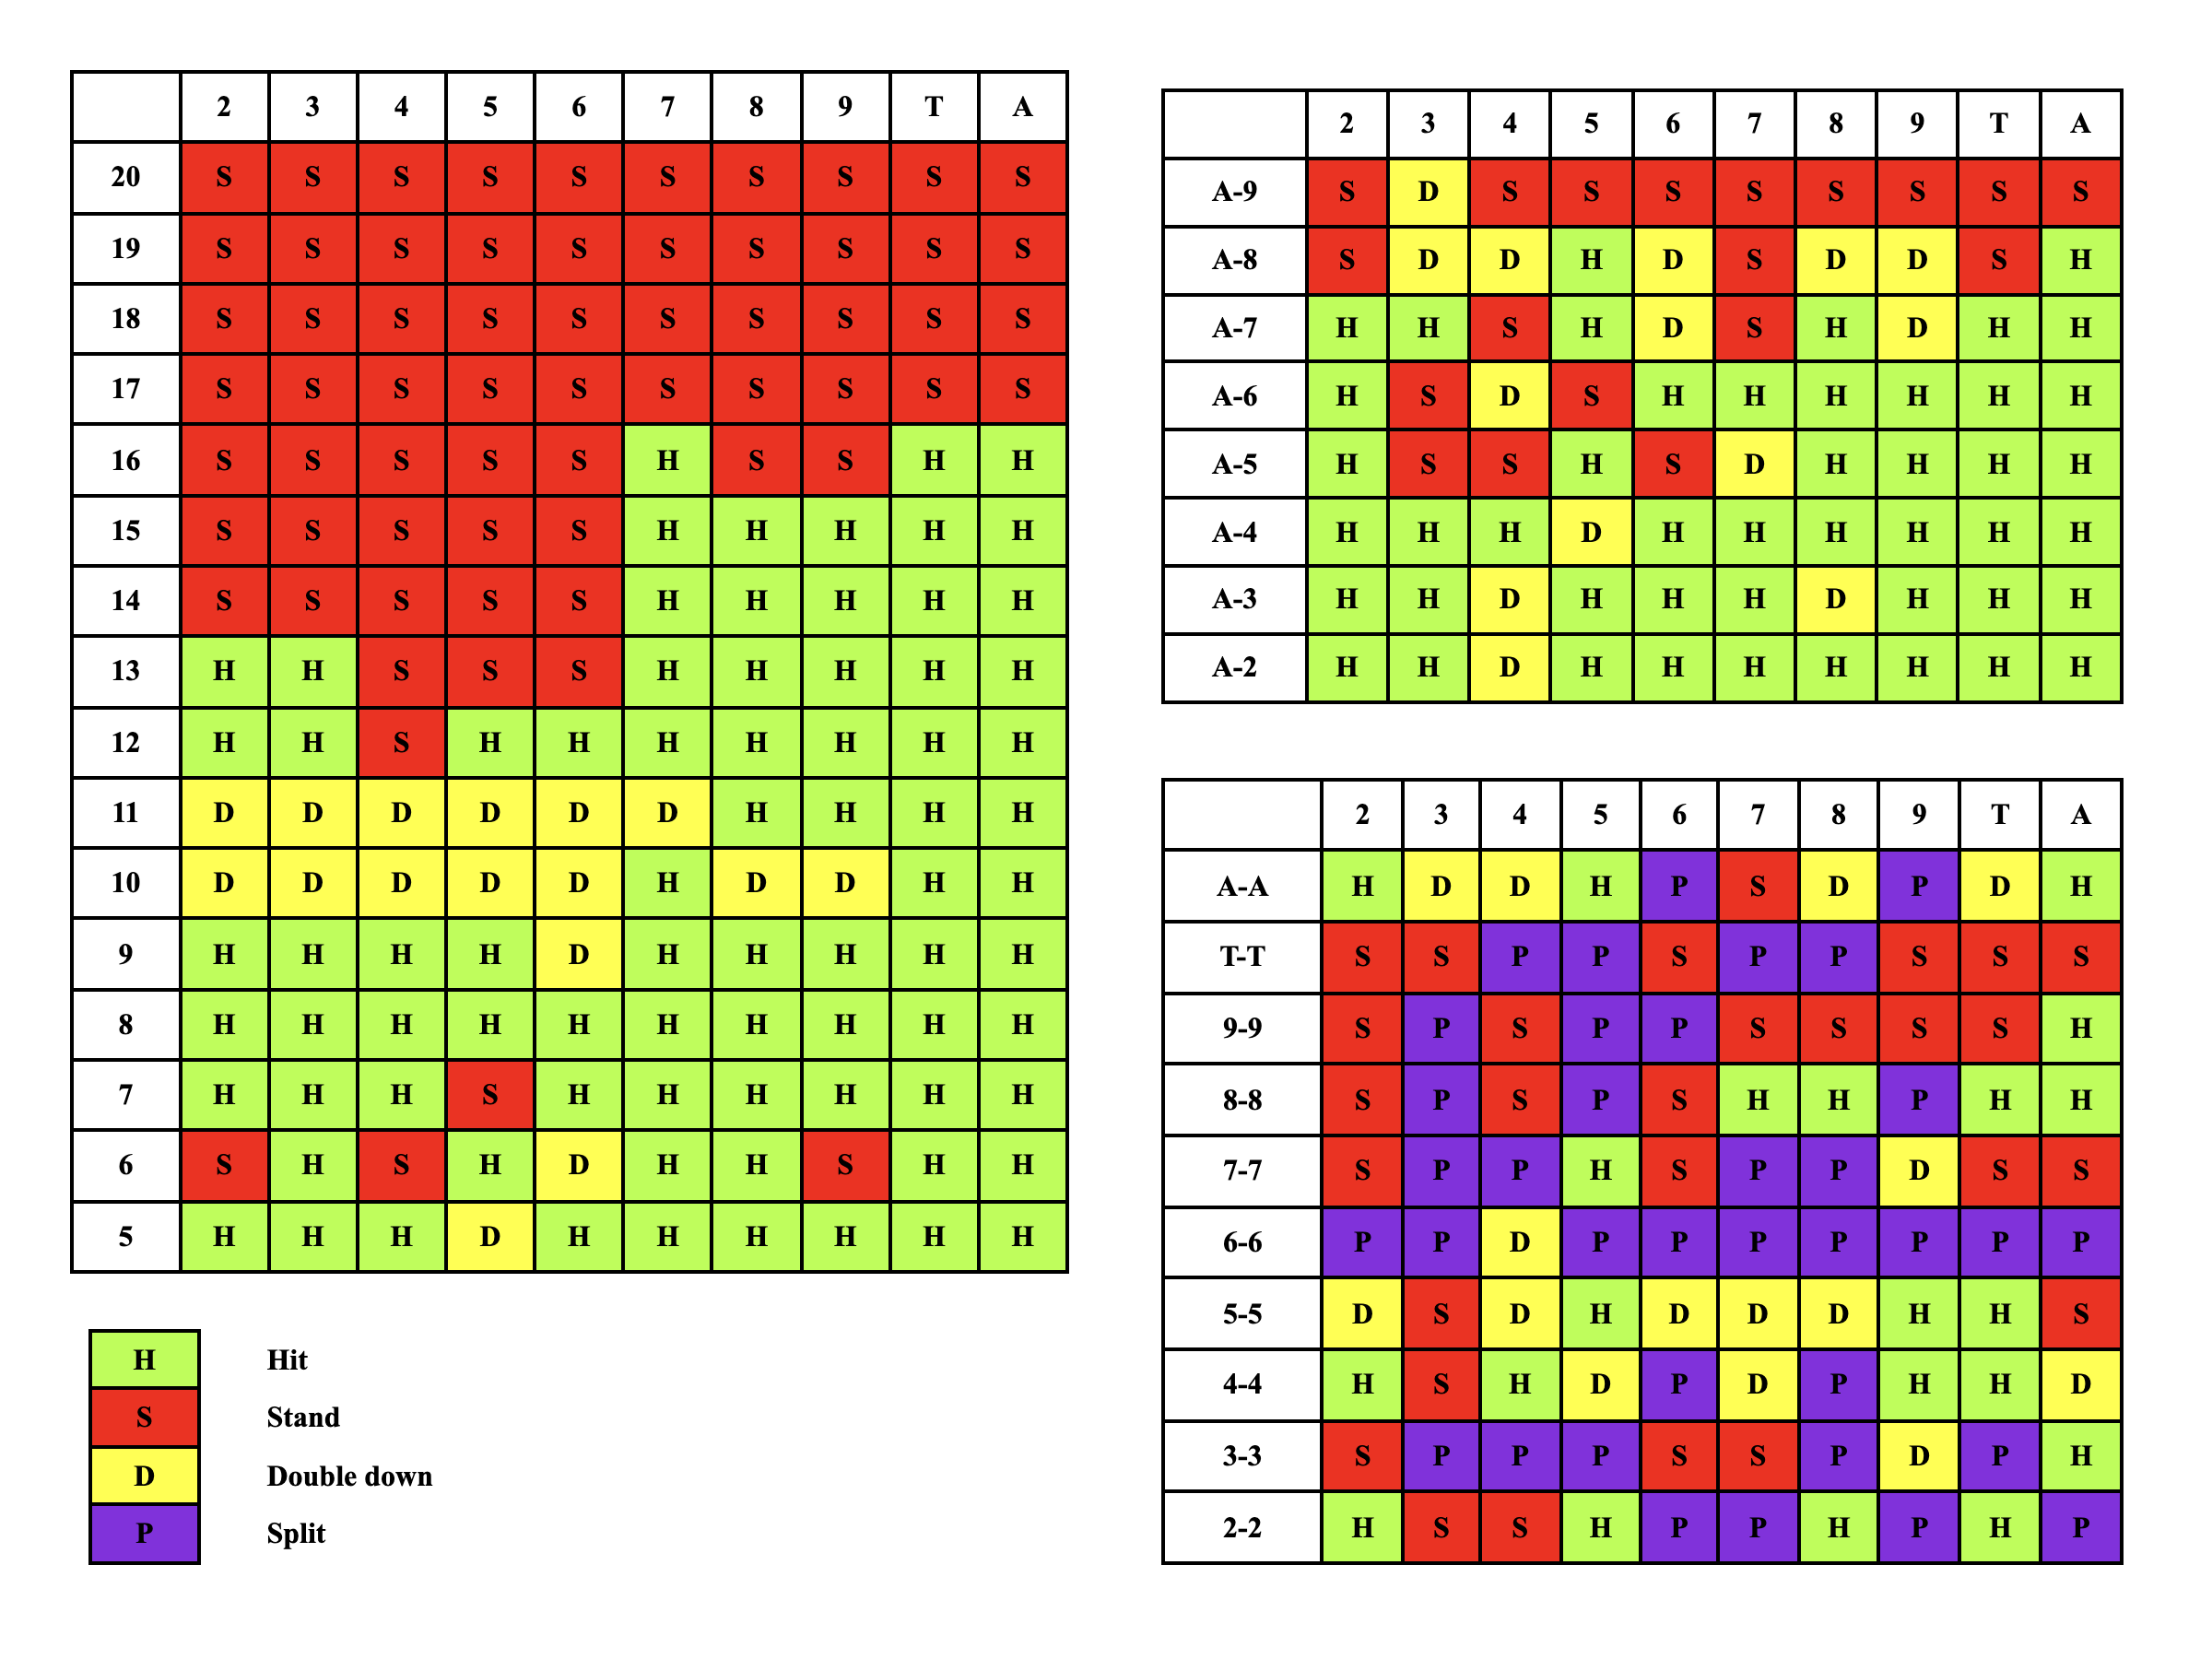 2 3 4 5 6 7 8 9 T A
20 S S S S S S S S S S
19 S S S S S S S S S S
18 S S S S S S S S S S
17 S S S S S S S S S S
16 S S S S S H S S H H
15 S S S S S H H H H H
14 S S S S S H H H H H
13 H H S S S H H H H H
12 H H S H H H H H H H
11 D D D D D D H H H H
10 D D D D D H D D H H
9 H H H H D H H H H H
8 H H H H H H H H H H
7 H H H S H H H H H H
6 S H S H D H H S H H
5 H H H D H H H H H H
H Hit
S Stand
D Double down
P Split
2 3 4 5 6 7 8 9 T A
A-9 S D S S S S S S S S
A-8 S D D H D S D D S H
A-7 H H S H D S H D H H
A-6 H S D S H H H H H H
A-5 H S S H S D H H H H
A-4 H H H D H H H H H H
A-3 H H D H H H D H H H
A-2 H H D H H H H H H H
2 3 4 5 6 7 8 9 T A
A-A H D D H P S D P D H
T-T S S P P S P P S S S
9-9 S P S P P S S S S H
8-8 S P S P S H H P H H
7-7 S P P H S P P D S S
6-6 P P D P P P P P P P
5-5 D S D H D D D H H S
4-4 H S H D P D P H H D
3-3 S P P P S S P D P H
2-2 H S S H P P H P H P